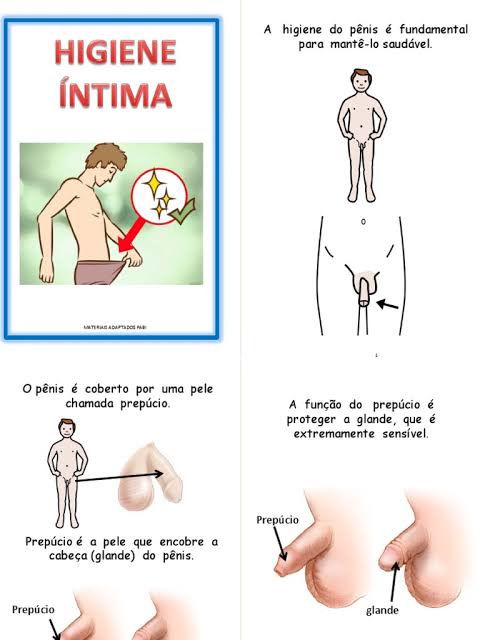 HIGIENE
ÍNTIMA
MATERIAIS ADAPTADOS PABI
A higiene do pênis é fundamental
para mantê-lo saudável.
1
O pênis é coberto por uma pele
chamada prepúcio.
Prepúcio é a pele que encobre a
cabeça (glande) do pênis.
Prepúcio
A função do prepúcio é
proteger a glande, que é
extremamente sensível.
Prepúcio
glande